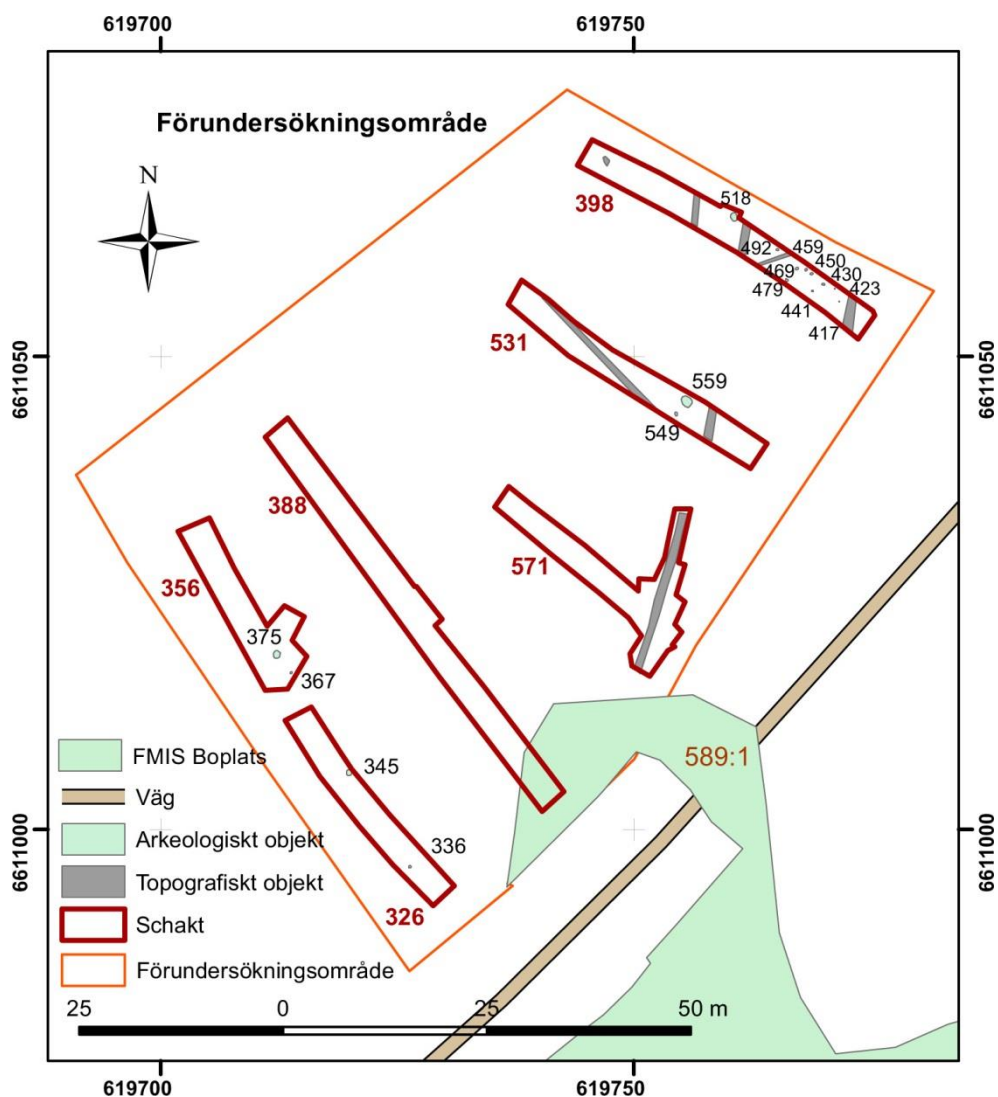 619700 619750
Förundersökningsområde
N
398
518
492 459
469 450
430
479 423
441
417
6611050 6611050
531
559
549
388
571
356
375
367
589:1
345
336
326
6611000 6611000
FMIS Boplats
Väg
Arkeologiskt objekt
Topografiskt objekt
Schakt
Förundersökningsområde
25 0 25 50 m
619700 619750